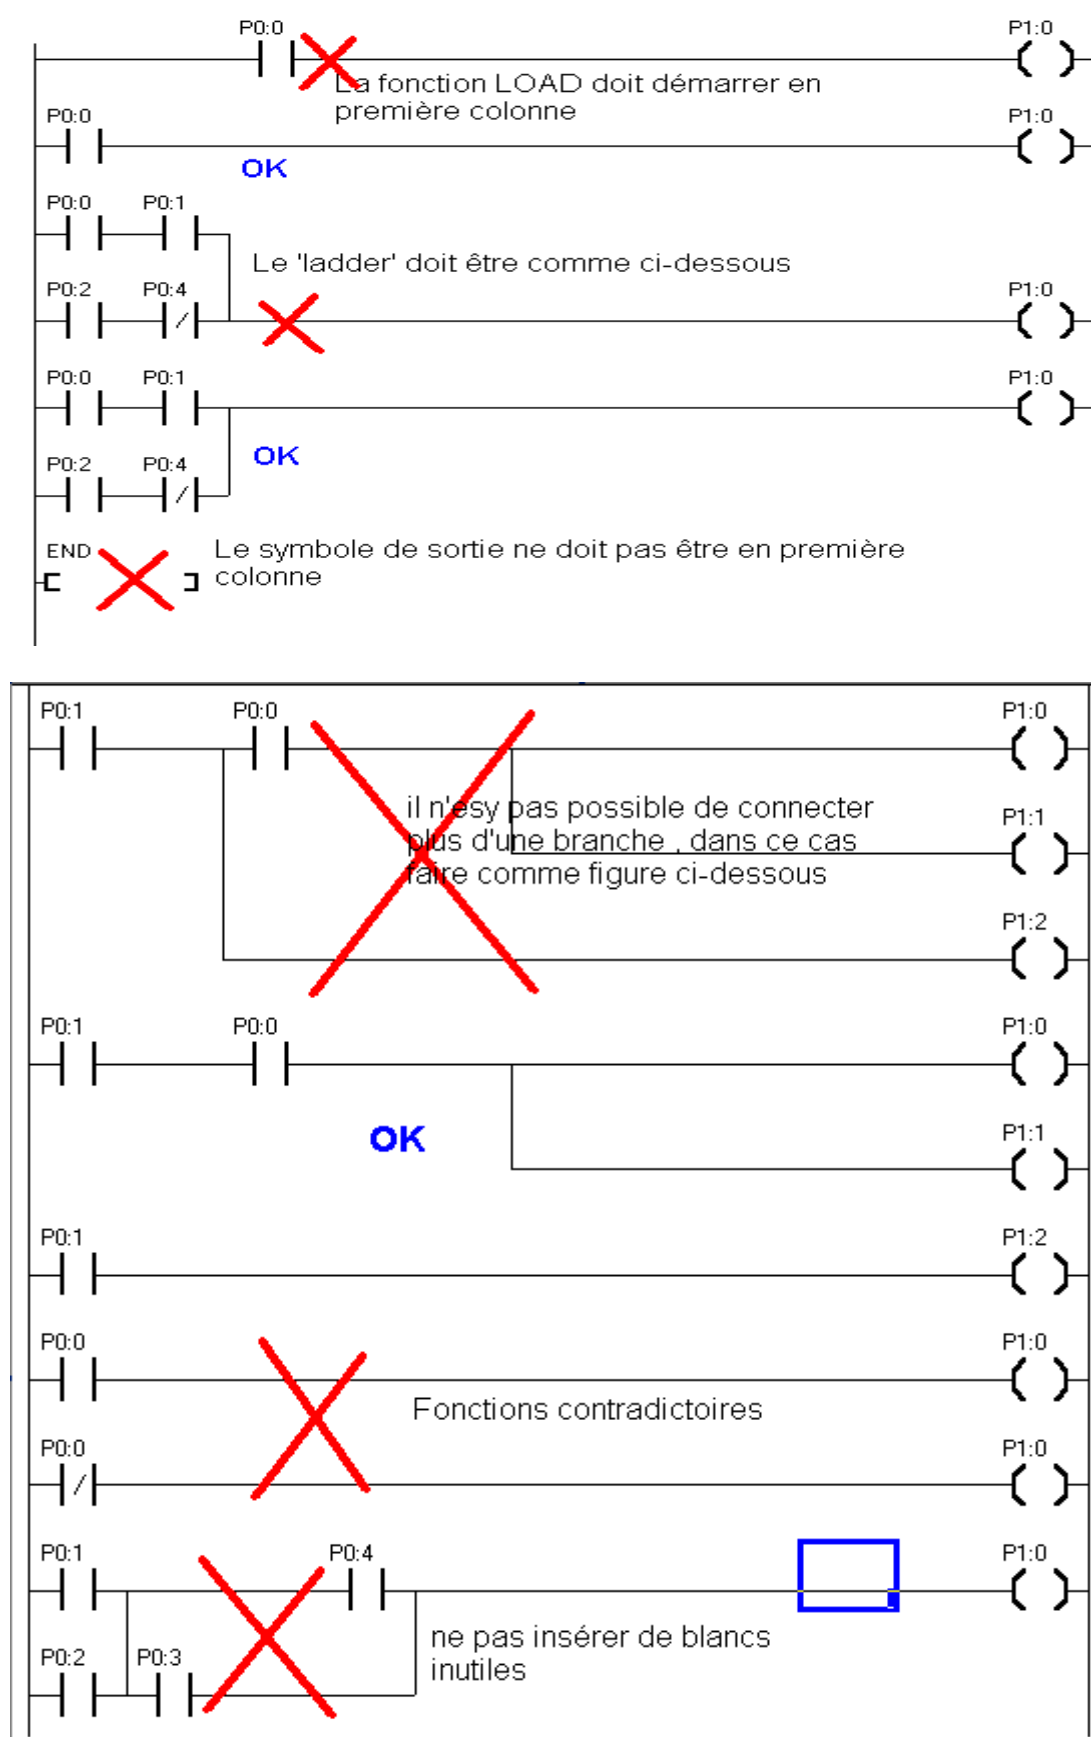 P0:0 P1:0
La fonction LOAD doit démarrer en
première colonne
P0:0 P1:0
OK
P0:0 P0:1
Le 'ladder' doit être comme ci-dessous
P0:2 P0:4 P1:0
P0:0 P0:1 P1:0
OK
P0:2 P0:4
END
Le symbole de sortie ne doit pas être en première
colonne
P0:1 P0:0 P1:0
il n'esy pas possible de connecter
P1:1
plus d'une branche , dans ce cas
faire comme figure ci-dessous
P1:2
P0:1 P0:0 P1:0
OK
P1:1
P0:1 P1:2
P0:0 P1:0
Fonctions contradictoires
P0:0 P1:0
P0:1 P0:4 P1:0
ne pas insérer de blancs
P0:2 P0:3
inutiles